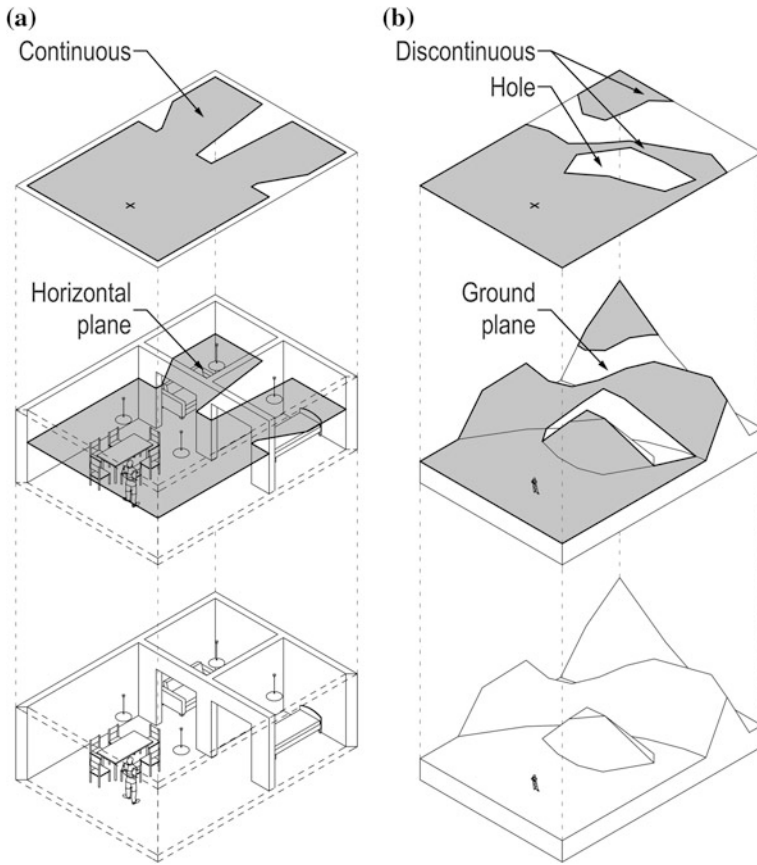 (a)
Continuous
Horizontal
plane
(b)
Discontinuous
Hole
Ground
plane